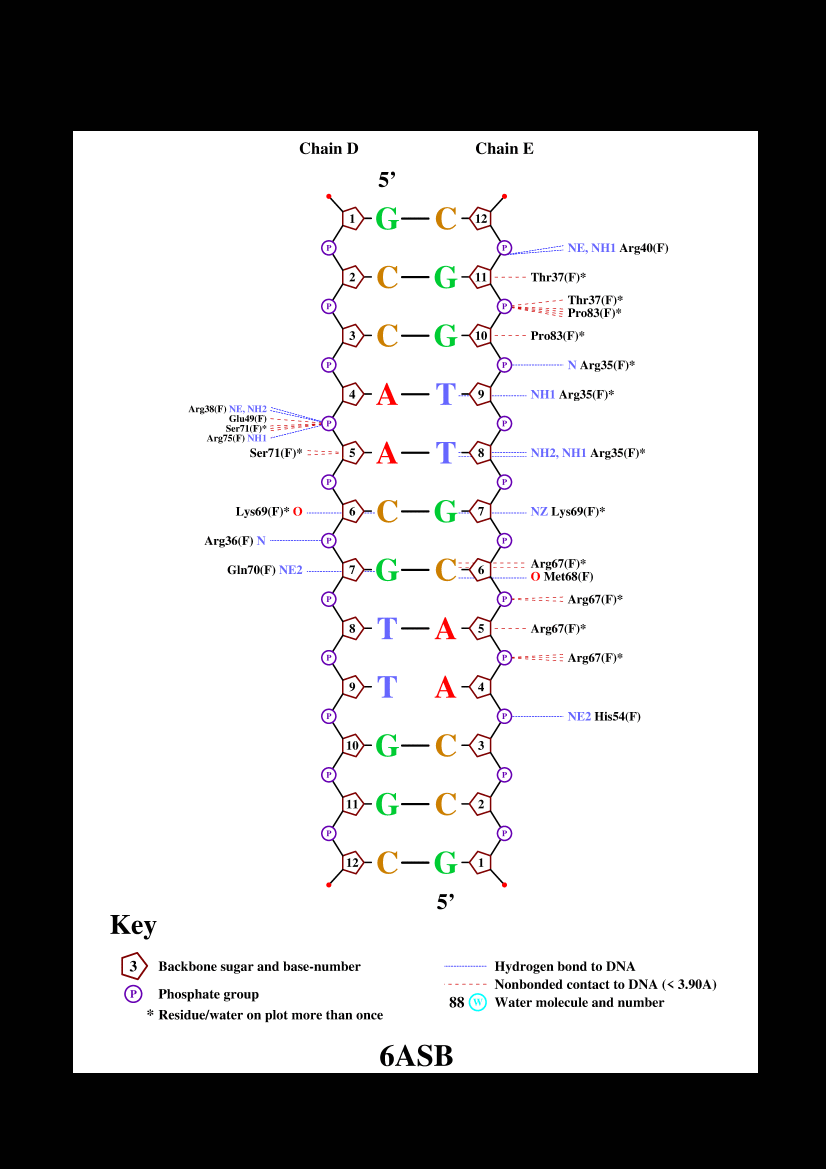 Chain D Chain E
5’
1 G C 12
P P NE, NH1 Arg40(F)
2 C G 11 Thr37(F)*
P P Thr37(F)*
Pro83(F)*
3 C G 10 Pro83(F)*
P P N Arg35(F)*
4 A T 9 NH1 Arg35(F)*
Arg38(F) NE, NH2
Glu49(F)
P P
Ser71(F)*
Arg75(F) NH1
Ser71(F)* 5 A T 8 NH2, NH1 Arg35(F)*
P P
Lys69(F)* O 6 C G 7 NZ Lys69(F)*
Arg36(F) N P P
Arg67(F)*
Gln70(F) NE2 7 G C 6
O Met68(F)
P P Arg67(F)*
8 T A 5 Arg67(F)*
P P Arg67(F)*
9 T A 4
P P NE2 His54(F)
10 G C 3
P P
11 G C 2
P P
12 C G 1
5’
Key
3 Backbone sugar and base-number
P Phosphate group
* Residue/water on plot more than once
Hydrogen bond to DNA
Nonbonded contact to DNA (< 3.90A)
88 W Water molecule and number
6ASB